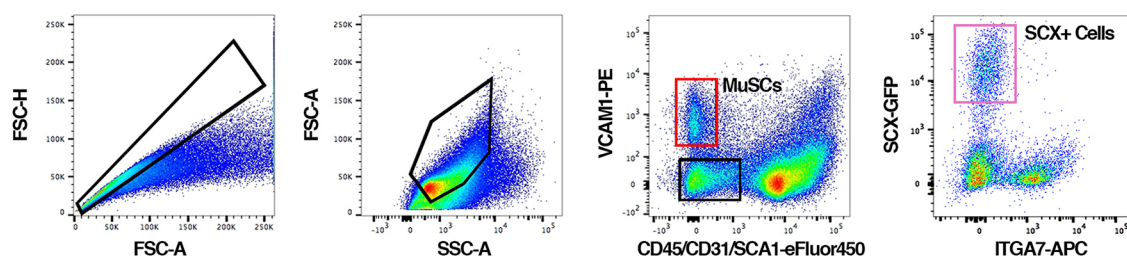 FSC-H
250K
200K
150K
100K
50K
0
0
50K
100K
150K
200K
250K
FSC-A
FSC-A
250K
200K
150K
100K
50K
0
-10³
0
10³
10⁴
10⁵
SSC-A
VCAM1-PE
10⁵
10⁴
10³
10²
0
-10²
MuSCs
-10³
0
10³
10⁴
10⁵
CD45/CD31/SCA1-eFluor450
SCX-GFP
10⁵
10⁴
10³
0
SCX+ Cells
-10³
0
10³
10⁴
10⁵
ITGA7-APC